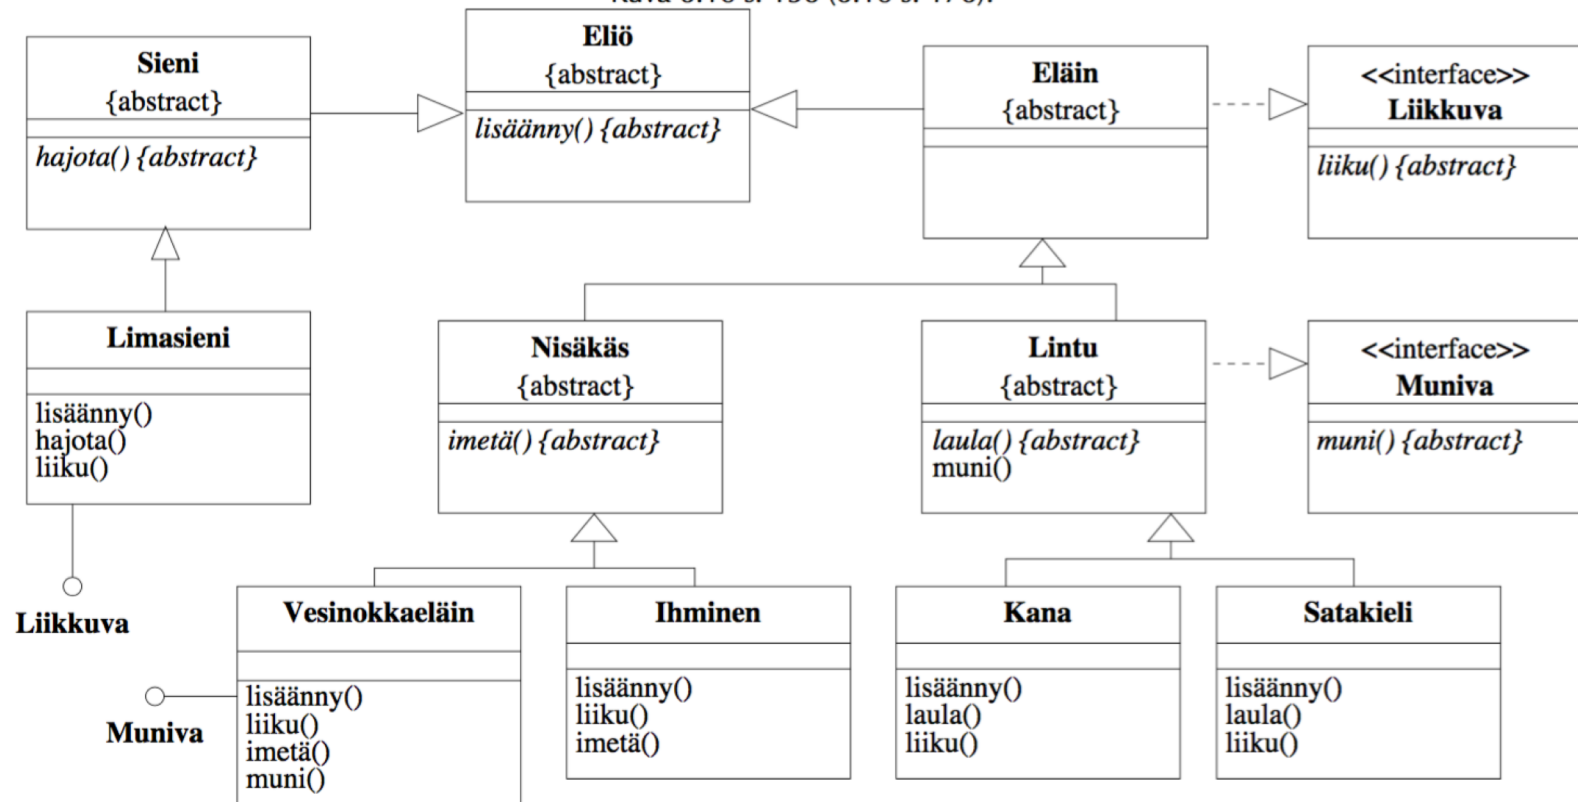 Sieni
{abstract}
hajota() {abstract}
Eliö
{abstract}
lisäänny() {abstract}
Eläin
{abstract}
<<interface>>
Liikkuva
liiku() {abstract}
Limasieni
lisäänny()
hajota()
liiku()
Liikkuva
Nisäkäs
{abstract}
imetä() {abstract}
Lintu
{abstract}
laula() {abstract}
muni()
<<interface>>
Muniva
muni() {abstract}
Muniva
Vesinokkaeläin
lisäänny()
liiku()
imetä()
muni()
Ihminen
lisäänny()
liiku()
imetä()
Kana
lisäänny()
laula()
liiku()
Satakieli
lisäänny()
laula()
liiku()